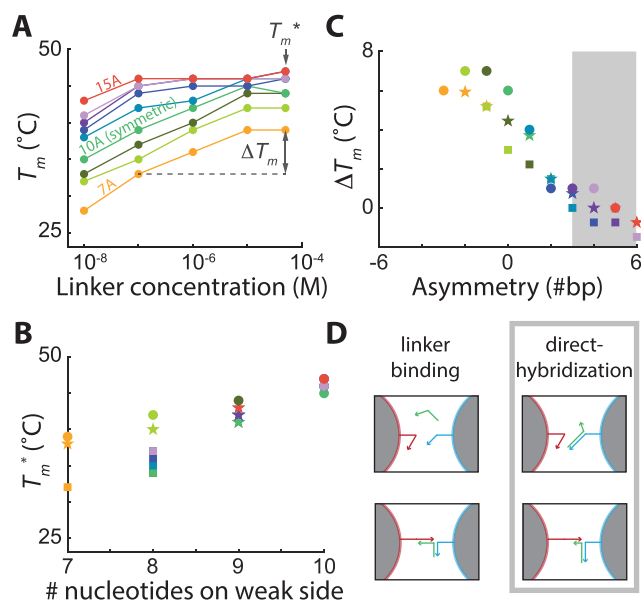 A
50
25
T_m (°C)
T_m*
15A
10A (symmetric)
7A
ΔT_m
10⁻⁸
10⁻⁶
10⁻⁴
Linker concentration (M)
C
8
0
ΔT_m (°C)
-6
0
6
Asymmetry (#bp)
B
50
25
T_m* (°C)
7
8
9
10
# nucleotides on weak side
D
linker
binding
direct-
hybridization